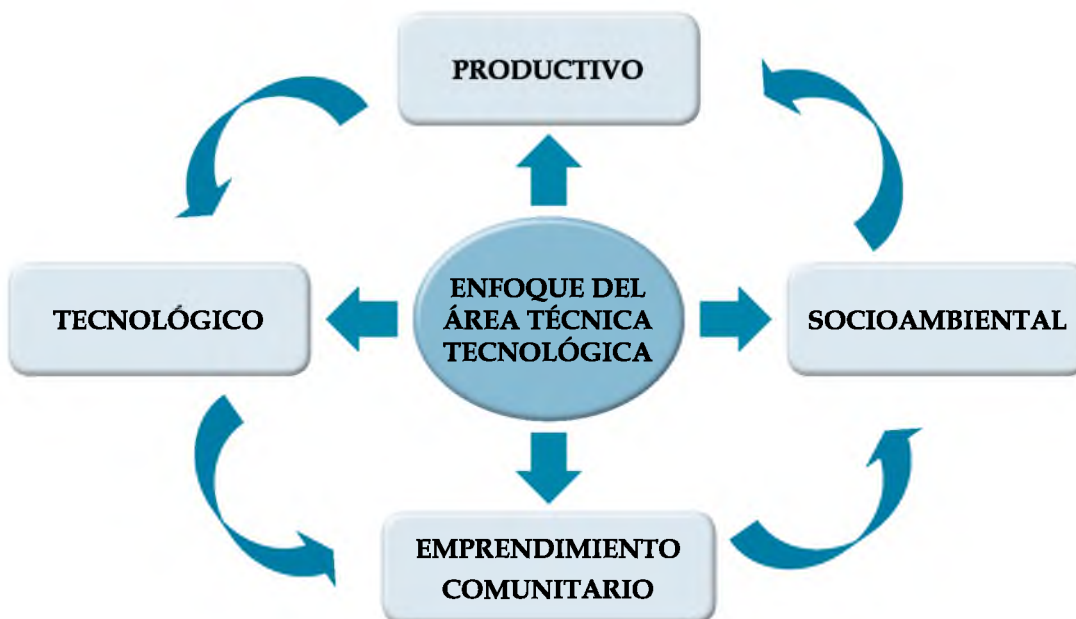 PRODUCTIVO
TECNOLÓGICO
ENFOQUE DEL
ÁREA TÉCNICA
TECNOLÓGICA
SOCIOAMBIENTAL
EMPRENDIMIENTO
COMUNITARIO